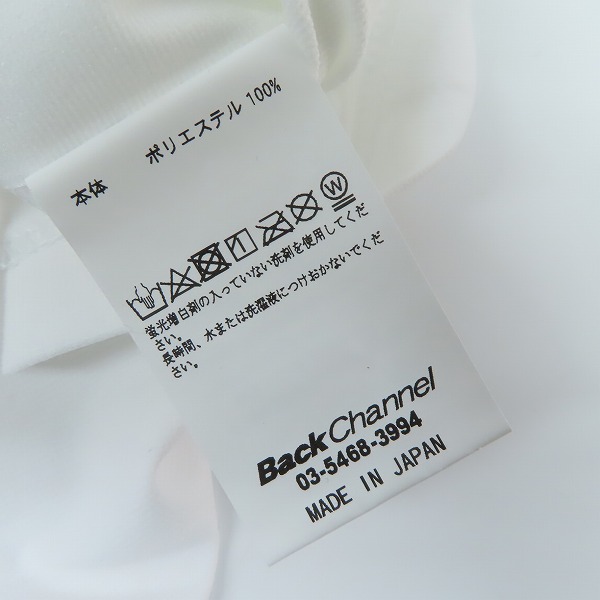 本体 ポリエステル 100%
W
蛍光増白剤の入っていない洗剤を使用してくだ
さい。
長時間、水または洗濯液につけおかないでくだ
さい。
BackChannel
03-5468-3994
MADE IN JAPAN